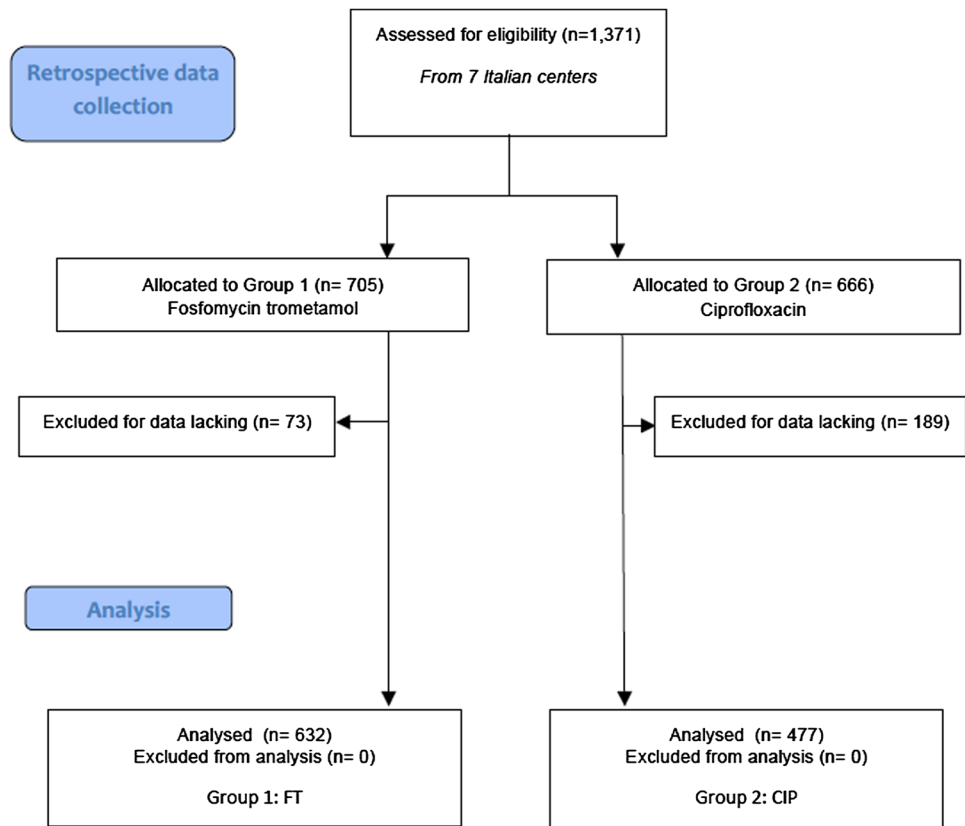 Assessed for eligibility (n=1,371)
From 7 Italian centers
Retrospective data
collection
Allocated to Group 1 (n= 705)
Fosfomycin trometamol
Allocated to Group 2 (n= 666)
Ciprofloxacin
Excluded for data lacking (n= 73)
Excluded for data lacking (n= 189)
Analysis
Analysed  (n= 632)
Excluded from analysis (n= 0)
Group 1: FT
Analysed  (n= 477)
Excluded from analysis (n= 0)
Group 2: CIP